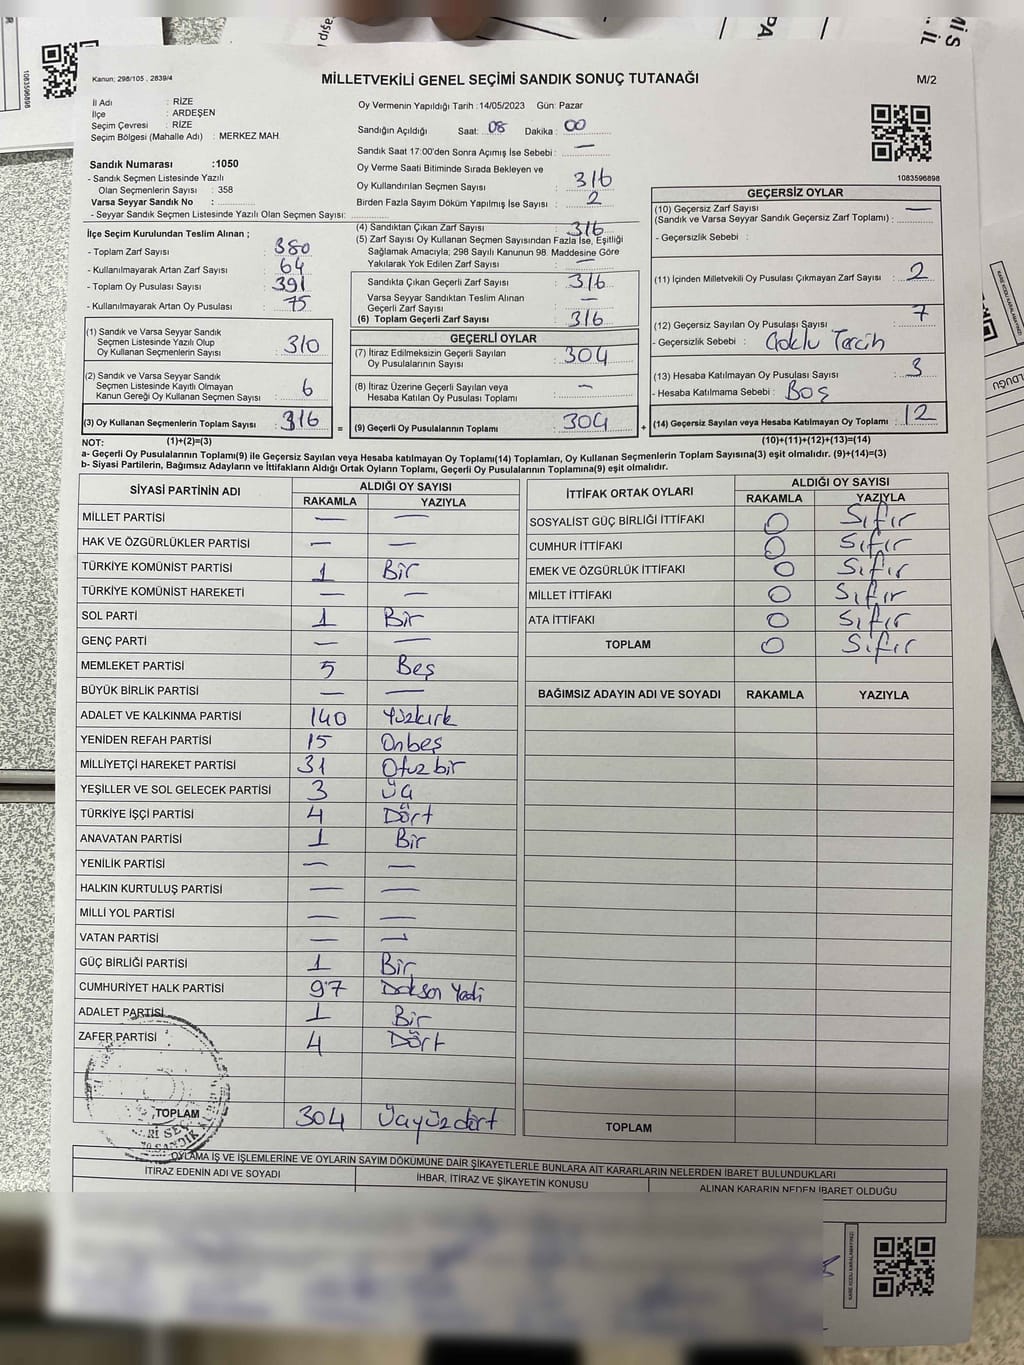 Kanun; 298/105 , 2839/4
MİLLETVEKİLİ GENEL SEÇİMİ SANDIK SONUÇ TUTANAĞI
M/2
İl Adı : RİZE
İlçe : ARDEŞEN
Seçim Çevresi : RİZE
Seçim Bölgesi (Mahalle Adı) : MERKEZ MAH.
Sandık Numarası :1050
- Sandık Seçmen Listesinde Yazılı
Olan Seçmenlerin Sayısı : 358
Varsa Seyyar Sandık No :
- Seyyar Sandık Seçmen Listesinde Yazılı Olan Seçmen Sayısı:
Oy Vermenin Yapıldığı Tarih :14/05/2023 Gün: Pazar
Sandığın Açıldığı Saat: 08 Dakika : 00
Sandık Saat 17:00'den Sonra Açımış İse Sebebi : —
Oy Verme Saati Bitiminde Sırada Bekleyen ve
Oy Kullandırılan Seçmen Sayısı : 316
Birden Fazla Sayım Döküm Yapılmış İse Sayısı : 2
1083596898
İlçe Seçim Kurulundan Teslim Alınan ;
- Toplam Zarf Sayısı : 380
- Kullanılmayarak Artan Zarf Sayısı : 64
- Toplam Oy Pusulası Sayısı : 391
- Kullanılmayarak Artan Oy Pusulası : 75
(1) Sandık ve Varsa Seyyar Sandık
Seçmen Listesinde Yazılı Olup
Oy Kullanan Seçmenlerin Sayısı : 310
(2) Sandık ve Varsa Seyyar Sandık
Seçmen Listesinde Kayıtlı Olmayan
Kanun Gereği Oy Kullanan Seçmen Sayısı : 6
(3) Oy Kullanan Seçmenlerin Toplam Sayısı : 316
(4) Sandıktan Çıkan Zarf Sayısı : 316
(5) Zarf Sayısı Oy Kullanan Seçmen Sayısından Fazla İse, Eşitliği
Sağlamak Amacıyla; 298 Sayılı Kanunun 98. Maddesine Göre
Yakılarak Yok Edilen Zarf Sayısı : —
Sandıkta Çıkan Geçerli Zarf Sayısı : 316
Varsa Seyyar Sandıktan Teslim Alınan
Geçerli Zarf Sayısı : —
(6) Toplam Geçerli Zarf Sayısı : 316
GEÇERLİ OYLAR
(7) İtiraz Edilmeksizin Geçerli Sayılan
Oy Pusulalarının Sayısı : 304
(8) İtiraz Üzerine Geçerli Sayılan veya
Hesaba Katılan Oy Pusulası Toplamı : —
= (9) Geçerli Oy Pusulalarının Toplamı : 304
GEÇERSİZ OYLAR
(10) Geçersiz Zarf Sayısı —
(Sandık ve Varsa Seyyar Sandık Geçersiz Zarf Toplamı) :
- Geçersizlik Sebebi :
(11) İçinden Milletvekili Oy Pusulası Çıkmayan Zarf Sayısı : 2
(12) Geçersiz Sayılan Oy Pusulası Sayısı : 7
- Geçersizlik Sebebi : Çoklu Tercih
(13) Hesaba Katılmayan Oy Pusulası Sayısı : 3
- Hesaba Katılmama Sebebi : Boş
+ (14) Geçersiz Sayılan veya Hesaba Katılmayan Oy Toplamı : 12
NOT: (1)+(2)=(3)
(10)+(11)+(12)+(13)=(14)
a- Geçerli Oy Pusulasının Toplamı(9) ile Geçersiz Sayılan veya Hesaba Katılmayan Oy Toplamı(14) Toplamları, Oy Kullanan Seçmenlerin Toplam Sayısına(3) eşit olmalıdır. (9)+(14)=(3)
b- Siyasi Partilerin, Bağımsız Adayların ve İttifakların Aldığı Ortak Oyların Toplamı, Geçerli Oy Pusulalarının Toplamına(9) eşit olmalıdır.
SİYASİ PARTİNİN ADI ALDIĞI OY SAYISI
RAKAMLA YAZIYLA
MİLLET PARTİSİ — —
HAK VE ÖZGÜRLÜKLER PARTİSİ — —
TÜRKİYE KOMÜNİST PARTİSİ 1 Bir
TÜRKİYE KOMÜNİST HAREKETİ — —
SOL PARTİ 1 Bir
GENÇ PARTİ — —
MEMLEKET PARTİSİ 5 Beş
BÜYÜK BİRLİK PARTİSİ — —
ADALET VE KALKINMA PARTİSİ 140 Yüzkırk
YENİDEN REFAH PARTİSİ 15 Onbeş
MİLLİYETÇİ HAREKET PARTİSİ 31 Otuzbir
YEŞİLLER VE SOL GELECEK PARTİSİ 3 Üç
TÜRKİYE İŞÇİ PARTİSİ 4 Dört
ANAVATAN PARTİSİ 1 Bir
YENİLİK PARTİSİ — —
HALKIN KURTULUŞ PARTİSİ — —
MİLLİ YOL PARTİSİ — —
VATAN PARTİSİ — —
GÜÇ BİRLİĞİ PARTİSİ 1 Bir
CUMHURİYET HALK PARTİSİ 97 Doksan Yedi
ADALET PARTİSİ 1 Bir
ZAFER PARTİSİ 4 Dört
TOPLAM 304 Üçyüzdört
İTTİFAK ORTAK OYLARI ALDIĞI OY SAYISI
RAKAMLA YAZIYLA
SOSYALİST GÜÇ BİRLİĞİ İTTİFAKI 0 Sıfır
CUMHUR İTTİFAKI 0 Sıfır
EMEK VE ÖZGÜRLÜK İTTİFAKI 0 Sıfır
MİLLET İTTİFAKI 0 Sıfır
ATA İTTİFAKI 0 Sıfır
TOPLAM 0 Sıfır
BAĞIMSIZ ADAYIN ADI VE SOYADI RAKAMLA YAZIYLA
TOPLAM
OYLAMA İŞ VE İŞLEMLERİNE VE OYLARIN SAYIM DÖKÜMÜNE DAİR ŞİKAYETLERLE BUNLARA AİT KARARLARIN NELERDEN İBARET BULUNDUKLARI
İTİRAZ EDENİN ADI VE SOYADI
İHBAR, İTİRAZ VE ŞİKAYETİN KONUSU
ALINAN KARARIN NEDEN İBARET OLDUĞU
1083596898